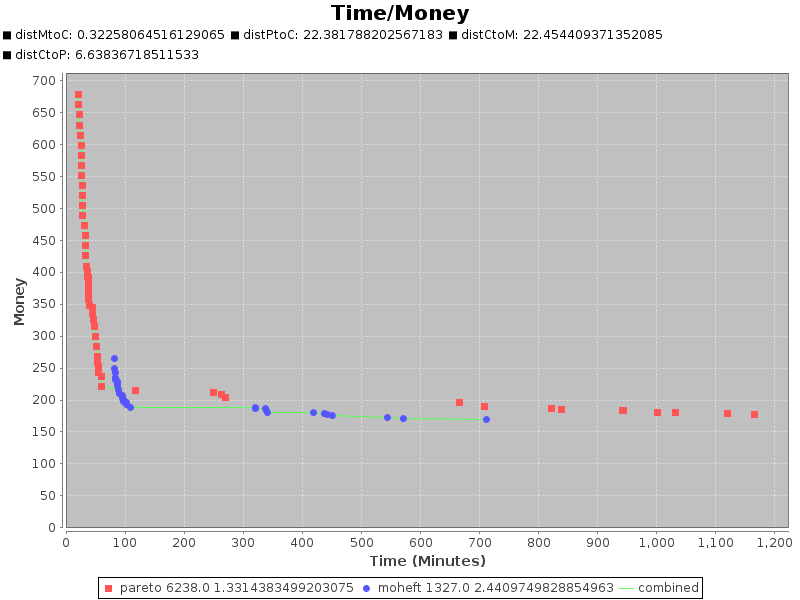 Time/Money
distMtoC: 0.32258064516129065 distPtoC: 22.381788202567183 distCtoM: 22.454409371352085
distCtoP: 6.63836718511533
700
650
600
550
500
450
400
350
300
250
200
150
100
50
0
Money
0 100 200 300 400 500 600 700 800 900 1,000 1,100 1,200
Time (Minutes)
pareto 6238.0 1.3314383499203075 moheft 1327.0 2.4409749828854963 combined